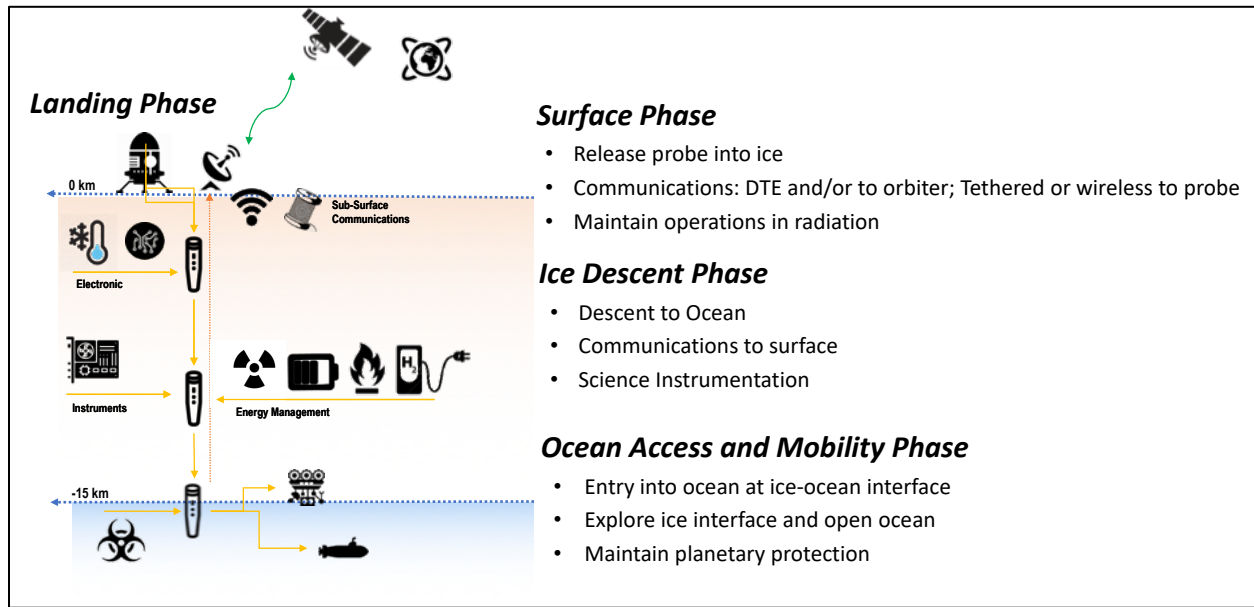 Landing Phase
0 km
Sub-Surface
Communications
Electronic
Instruments
H2
Energy Management
-15 km
Surface Phase
• Release probe into ice
• Communications: DTE and/or to orbiter; Tethered or wireless to probe
• Maintain operations in radiation
Ice Descent Phase
• Descent to Ocean
• Communications to surface
• Science Instrumentation
Ocean Access and Mobility Phase
• Entry into ocean at ice-ocean interface
• Explore ice interface and open ocean
• Maintain planetary protection